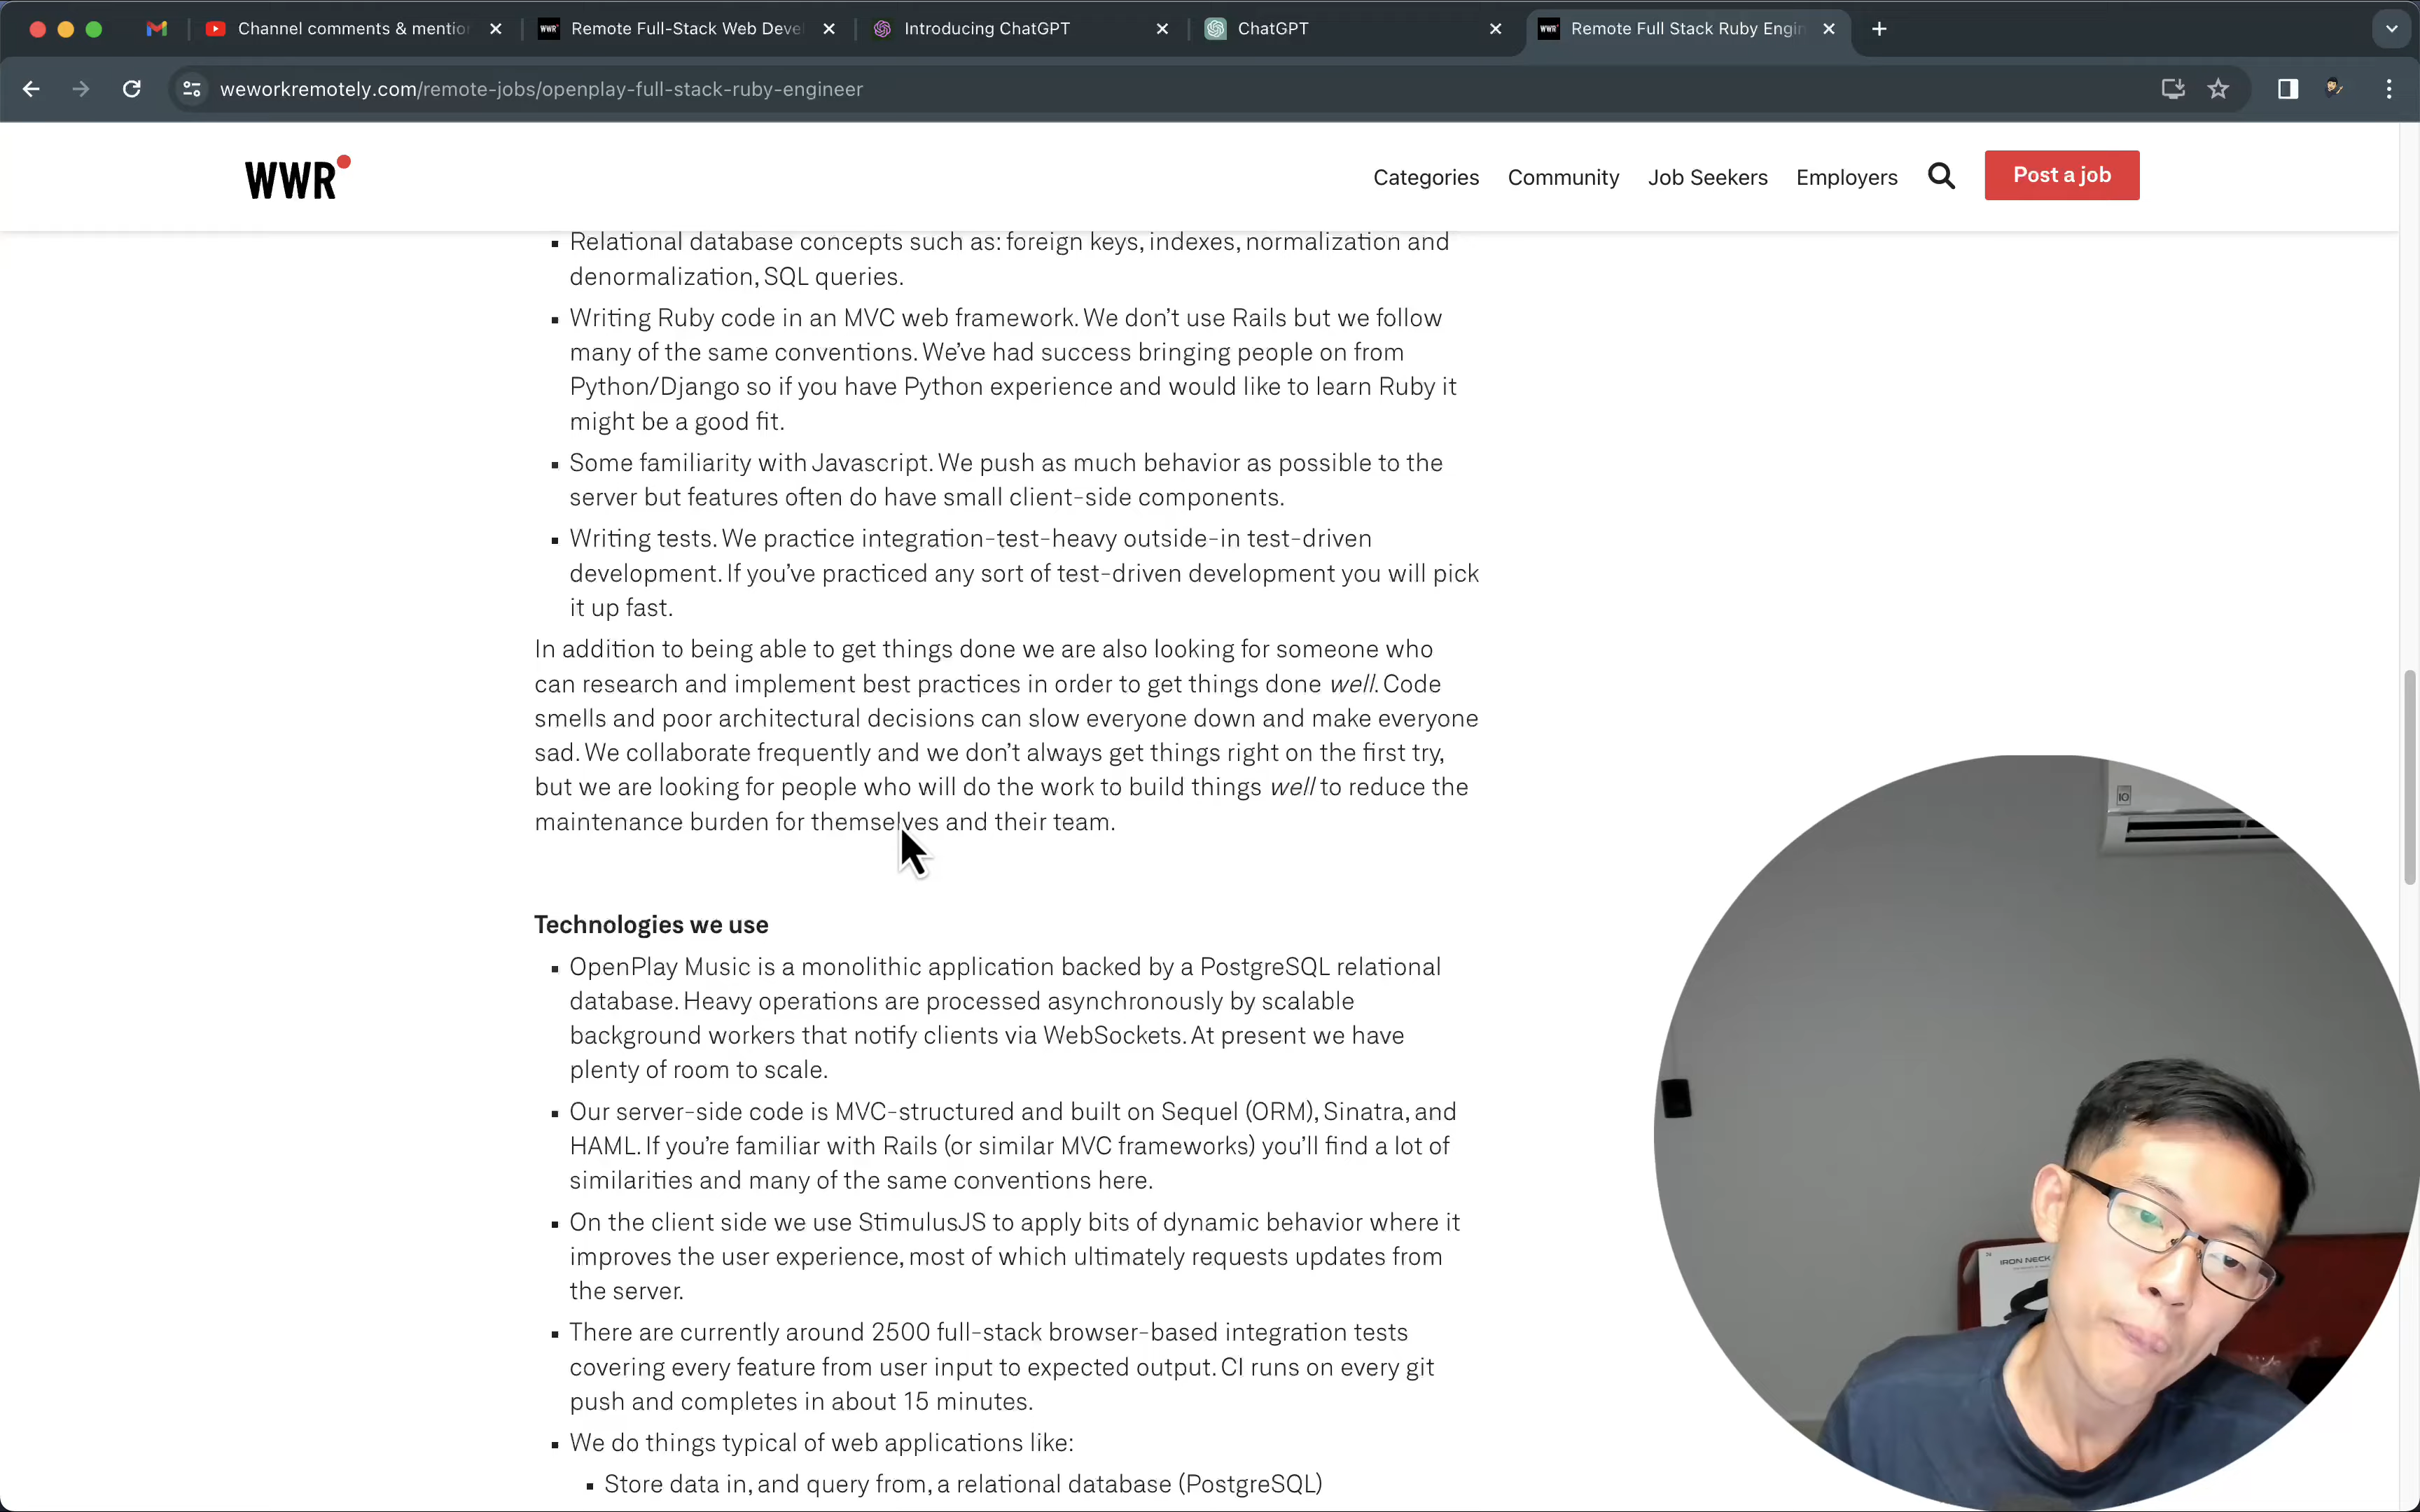 Channel comments & mentio
Remote Full-Stack Web Deve
Introducing ChatGPT
ChatGPT
Remote Full Stack Ruby Engin
weworkremotely.com/remote-jobs/openplay-full-stack-ruby-engineer
WWR
Categories
Community
Job Seekers
Employers
Post a job
▪ Relational database concepts such as: foreign keys, indexes, normalization and
denormalization, SQL queries.
▪ Writing Ruby code in an MVC web framework. We don’t use Rails but we follow
many of the same conventions. We’ve had success bringing people on from
Python/Django so if you have Python experience and would like to learn Ruby it
might be a good fit.
▪ Some familiarity with Javascript. We push as much behavior as possible to the
server but features often do have small client-side components.
▪ Writing tests. We practice integration-test-heavy outside-in test-driven
development. If you’ve practiced any sort of test-driven development you will pick
it up fast.
In addition to being able to get things done we are also looking for someone who
can research and implement best practices in order to get things done well. Code
smells and poor architectural decisions can slow everyone down and make everyone
sad. We collaborate frequently and we don’t always get things right on the first try,
but we are looking for people who will do the work to build things well to reduce the
maintenance burden for themselves and their team.
Technologies we use
▪ OpenPlay Music is a monolithic application backed by a PostgreSQL relational
database. Heavy operations are processed asynchronously by scalable
background workers that notify clients via WebSockets. At present we have
plenty of room to scale.
▪ Our server-side code is MVC-structured and built on Sequel (ORM), Sinatra, and
HAML. If you’re familiar with Rails (or similar MVC frameworks) you’ll find a lot of
similarities and many of the same conventions here.
▪ On the client side we use StimulusJS to apply bits of dynamic behavior where it
improves the user experience, most of which ultimately requests updates from
the server.
▪ There are currently around 2500 full-stack browser-based integration tests
covering every feature from user input to expected output. CI runs on every git
push and completes in about 15 minutes.
▪ We do things typical of web applications like:
▪ Store data in, and query from, a relational database (PostgreSQL)
IRON NECK